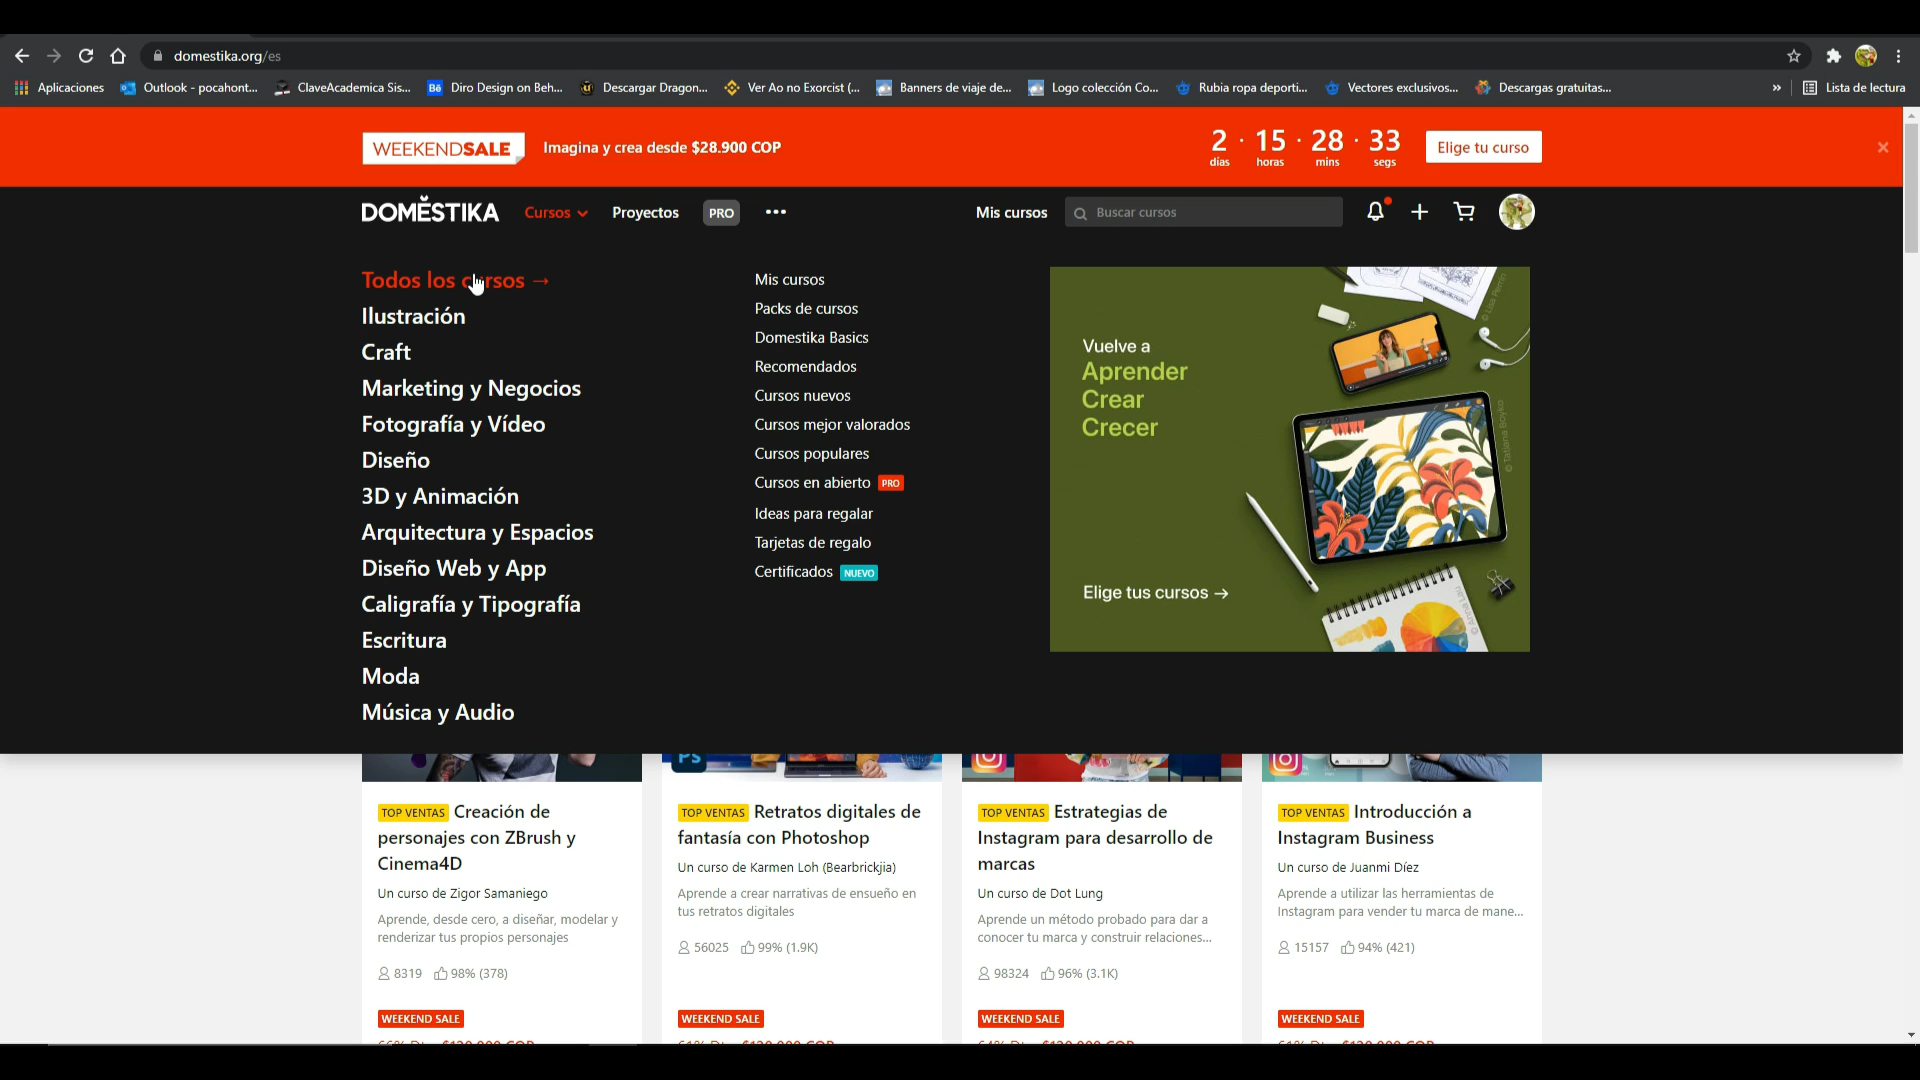 domestika.org/es
Aplicaciones
Outlook - pocahont...
ClaveAcademica Sis...
Diro Design on Beh...
Descargar Dragon...
Ver Ao no Exorcist (...
Banners de viaje de...
Logo colección Co...
Rubia ropa deporti...
Vectores exclusivos...
Descargas gratuitas...
»
Lista de lectura
WEEKENDSALE
Imagina y crea desde $28.900 COP
2 · 15 · 28 · 33
días horas mins segs
Elige tu curso
DOMĚSTIKA
Cursos
Proyectos
PRO
Mis cursos
Buscar cursos
Todos los cursos →
Ilustración
Craft
Marketing y Negocios
Fotografía y Vídeo
Diseño
3D y Animación
Arquitectura y Espacios
Diseño Web y App
Caligrafía y Tipografía
Escritura
Moda
Música y Audio
Mis cursos
Packs de cursos
Domestika Basics
Recomendados
Cursos nuevos
Cursos mejor valorados
Cursos populares
Cursos en abierto PRO
Ideas para regalar
Tarjetas de regalo
Certificados NUEVO
Vuelve a
Aprender
Crear
Crecer
Elige tus cursos →
© Lisa Perrin
© Tatiana Boyko
TOP VENTAS Creación de
personajes con ZBrush y
Cinema4D
Un curso de Zigor Samaniego
Aprende, desde cero, a diseñar, modelar y
renderizar tus propios personajes
8319 98% (378)
WEEKEND SALE
Ps
TOP VENTAS Retratos digitales de
fantasía con Photoshop
Un curso de Karmen Loh (Bearbrickjia)
Aprende a crear narrativas de ensueño en
tus retratos digitales
56025 99% (1.9K)
WEEKEND SALE
TOP VENTAS Estrategias de
Instagram para desarrollo de
marcas
Un curso de Dot Lung
Aprende un método probado para dar a
conocer tu marca y construir relaciones...
98324 96% (3.1K)
WEEKEND SALE
TOP VENTAS Introducción a
Instagram Business
Un curso de Juanmi Díez
Aprende a utilizar las herramientas de
Instagram para vender tu marca de mane...
15157 94% (421)
WEEKEND SALE